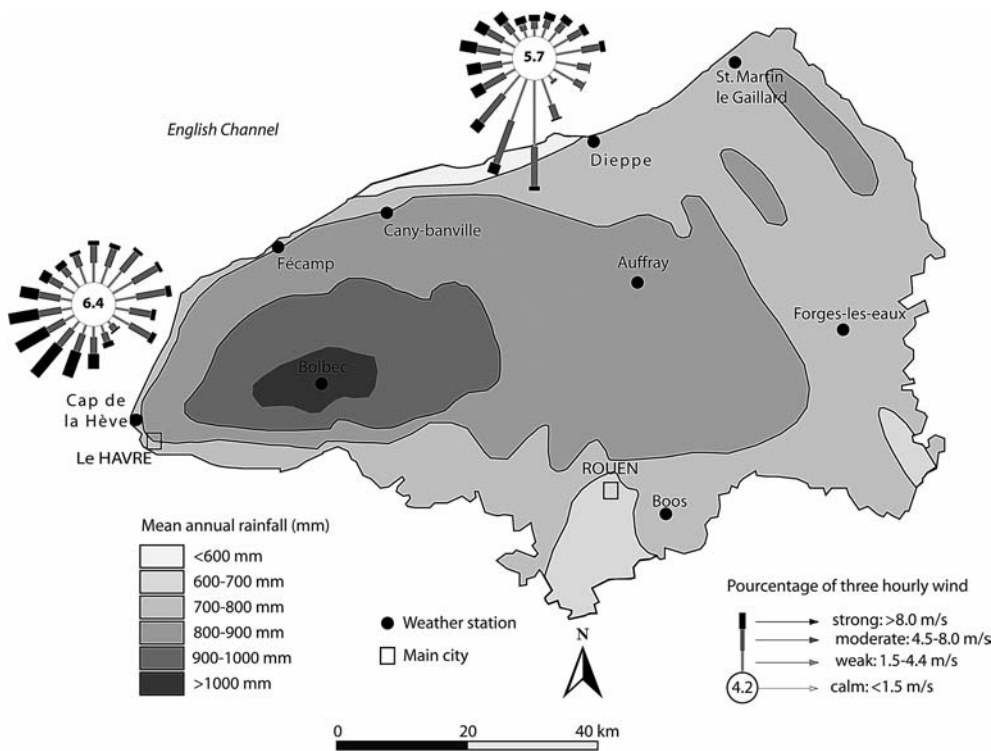 5.7
St. Martin
le Gaillard
English Channel
Dieppe
Cany-banville
Fécamp
Auffray
6.4
Forges-les-eaux
Bolbec
Cap de
la Hève
Le HAVRE
ROUEN
Boos
Mean annual rainfall (mm)
<600 mm
600-700 mm
700-800 mm
800-900 mm
900-1000 mm
>1000 mm
Weather station
Main city
N
Pourcentage of three hourly wind
strong: >8.0 m/s
moderate: 4.5-8.0 m/s
weak: 1.5-4.4 m/s
4.2 calm: <1.5 m/s
0 20 40 km